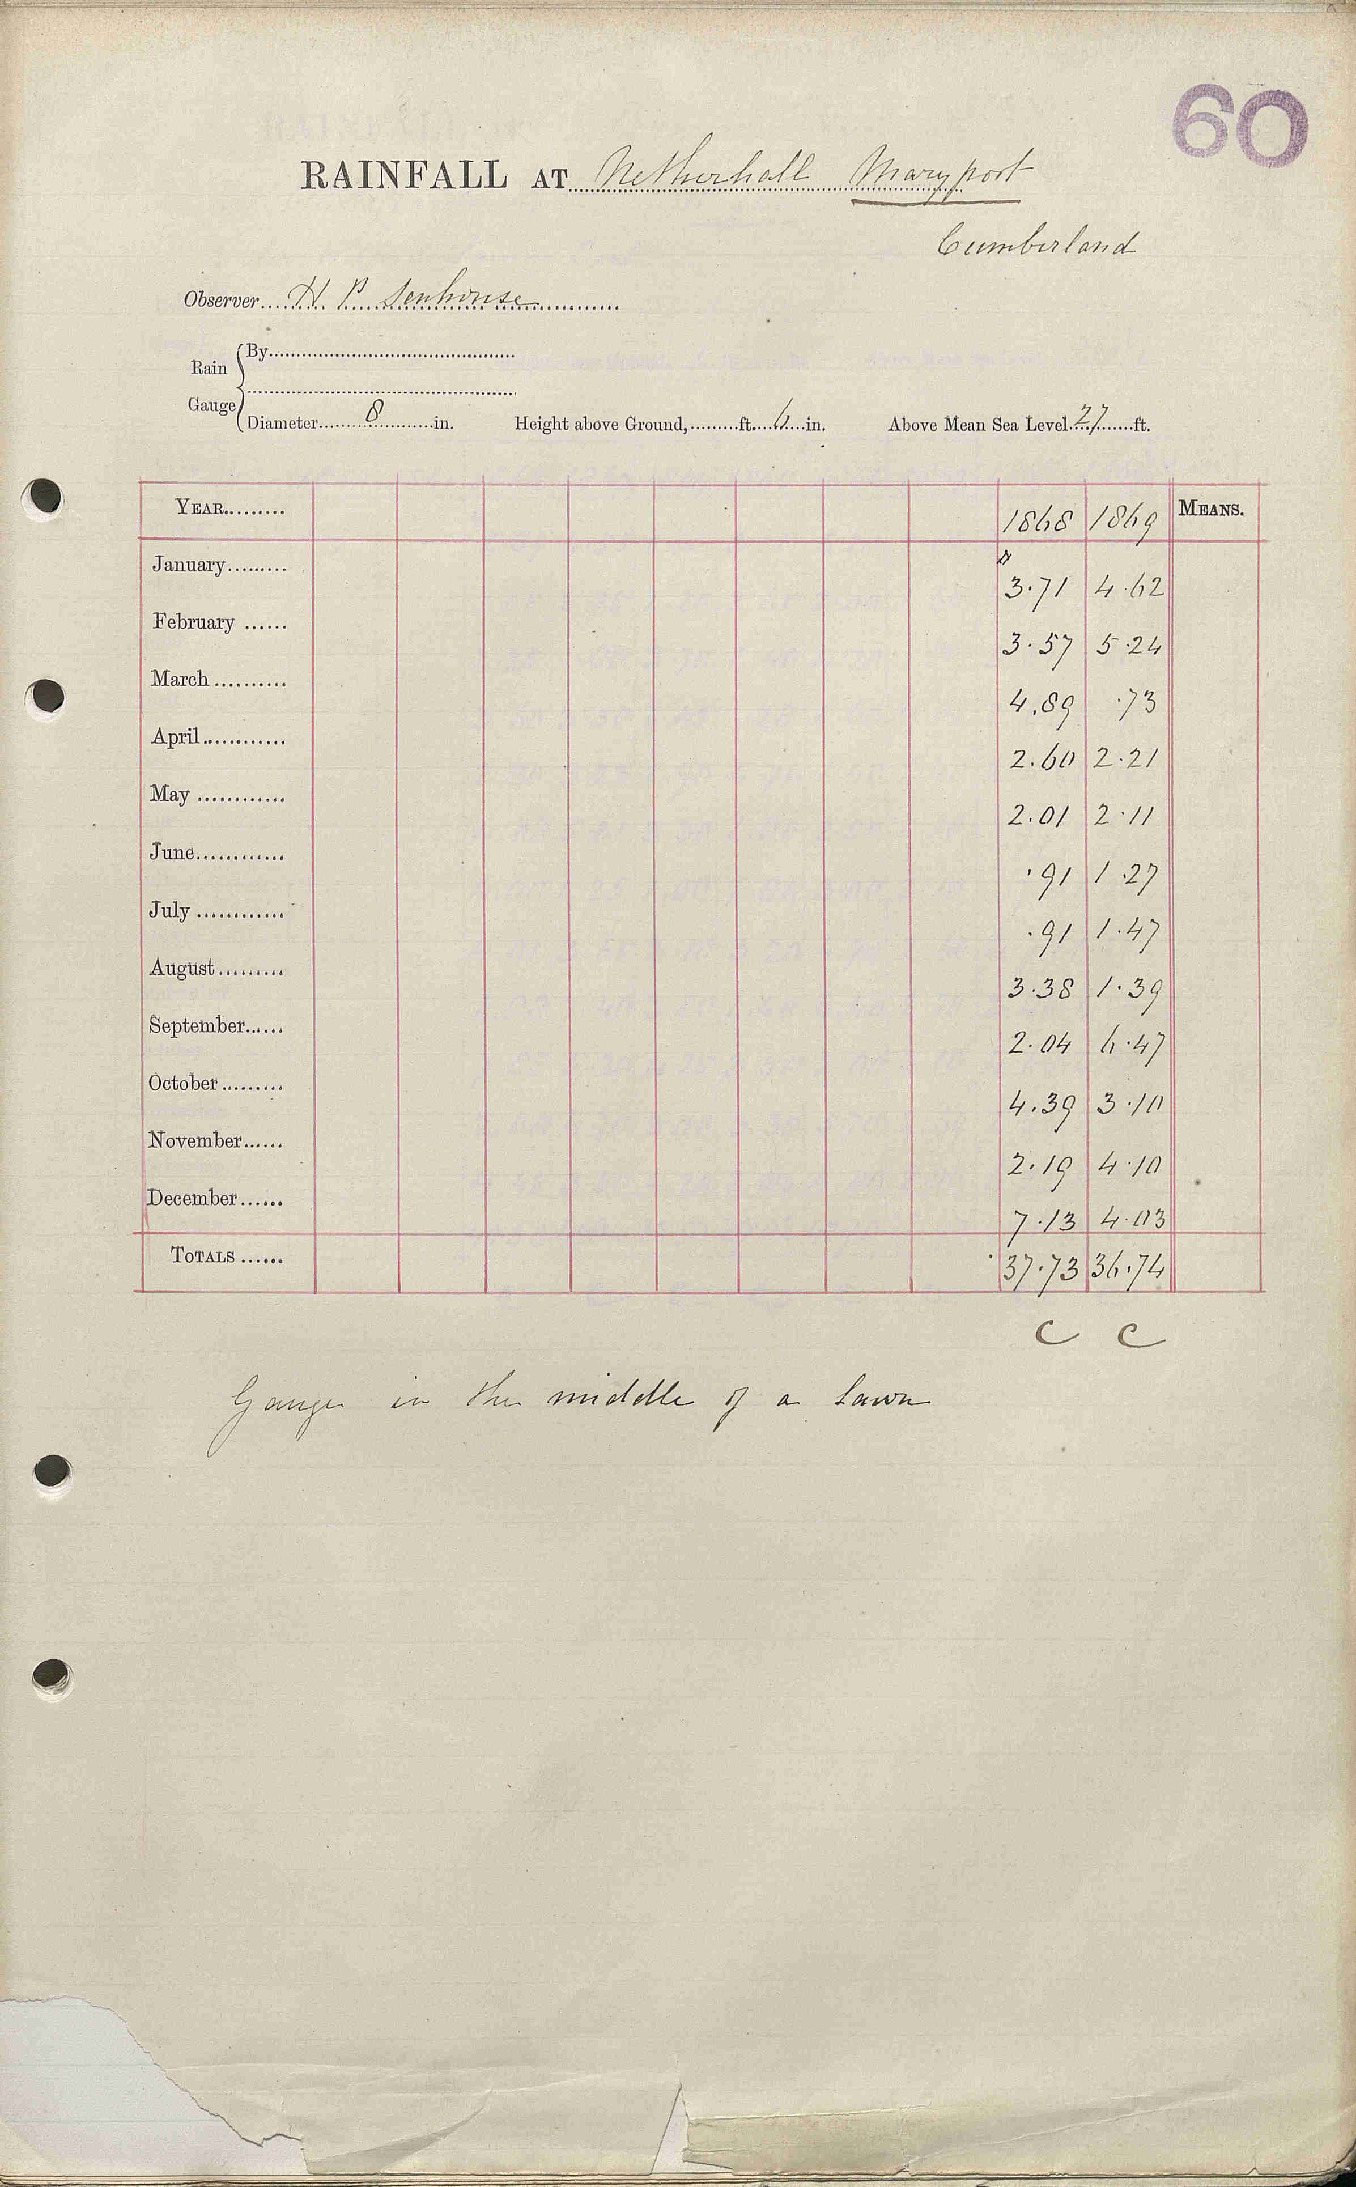 60
RAINFALL AT Netherhall Maryport
Cumberland
Observer H P Senhouse
Rain Gauge
By
Diameter 8 in. Height above Ground, ft. 6 in. Above Mean Sea Level 27 ft.
YEAR 1868 1869 MEANS.
January 3.71 4.62
February 3.57 5.24
March 4.89 .73
April 2.60 2.21
May 2.01 2.11
June .91 1.27
July .91 1.47
August 3.38 1.39
September 2.04 6.47
October 4.39 3.10
November 2.19 4.10
December 7.13 4.03
TOTALS 37.73 36.74
C C
Gauge in the middle of a lawn